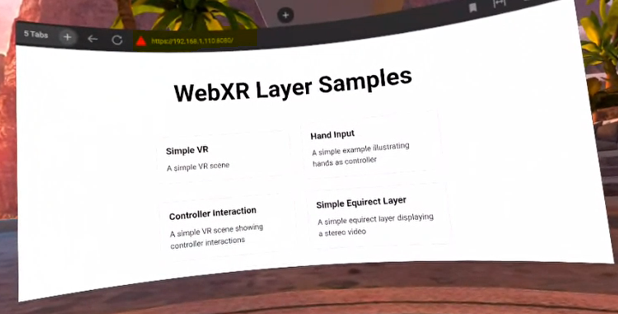 5 Tabs
https://192.168.1.110:8080/
WebXR Layer Samples
Simple VR
A simple VR scene
Hand Input
A simple example illustrating
hands as controller
Controller Interaction
A simple VR scene showing
controller interactions
Simple Equirect Layer
A simple equirect layer displaying
a stereo video